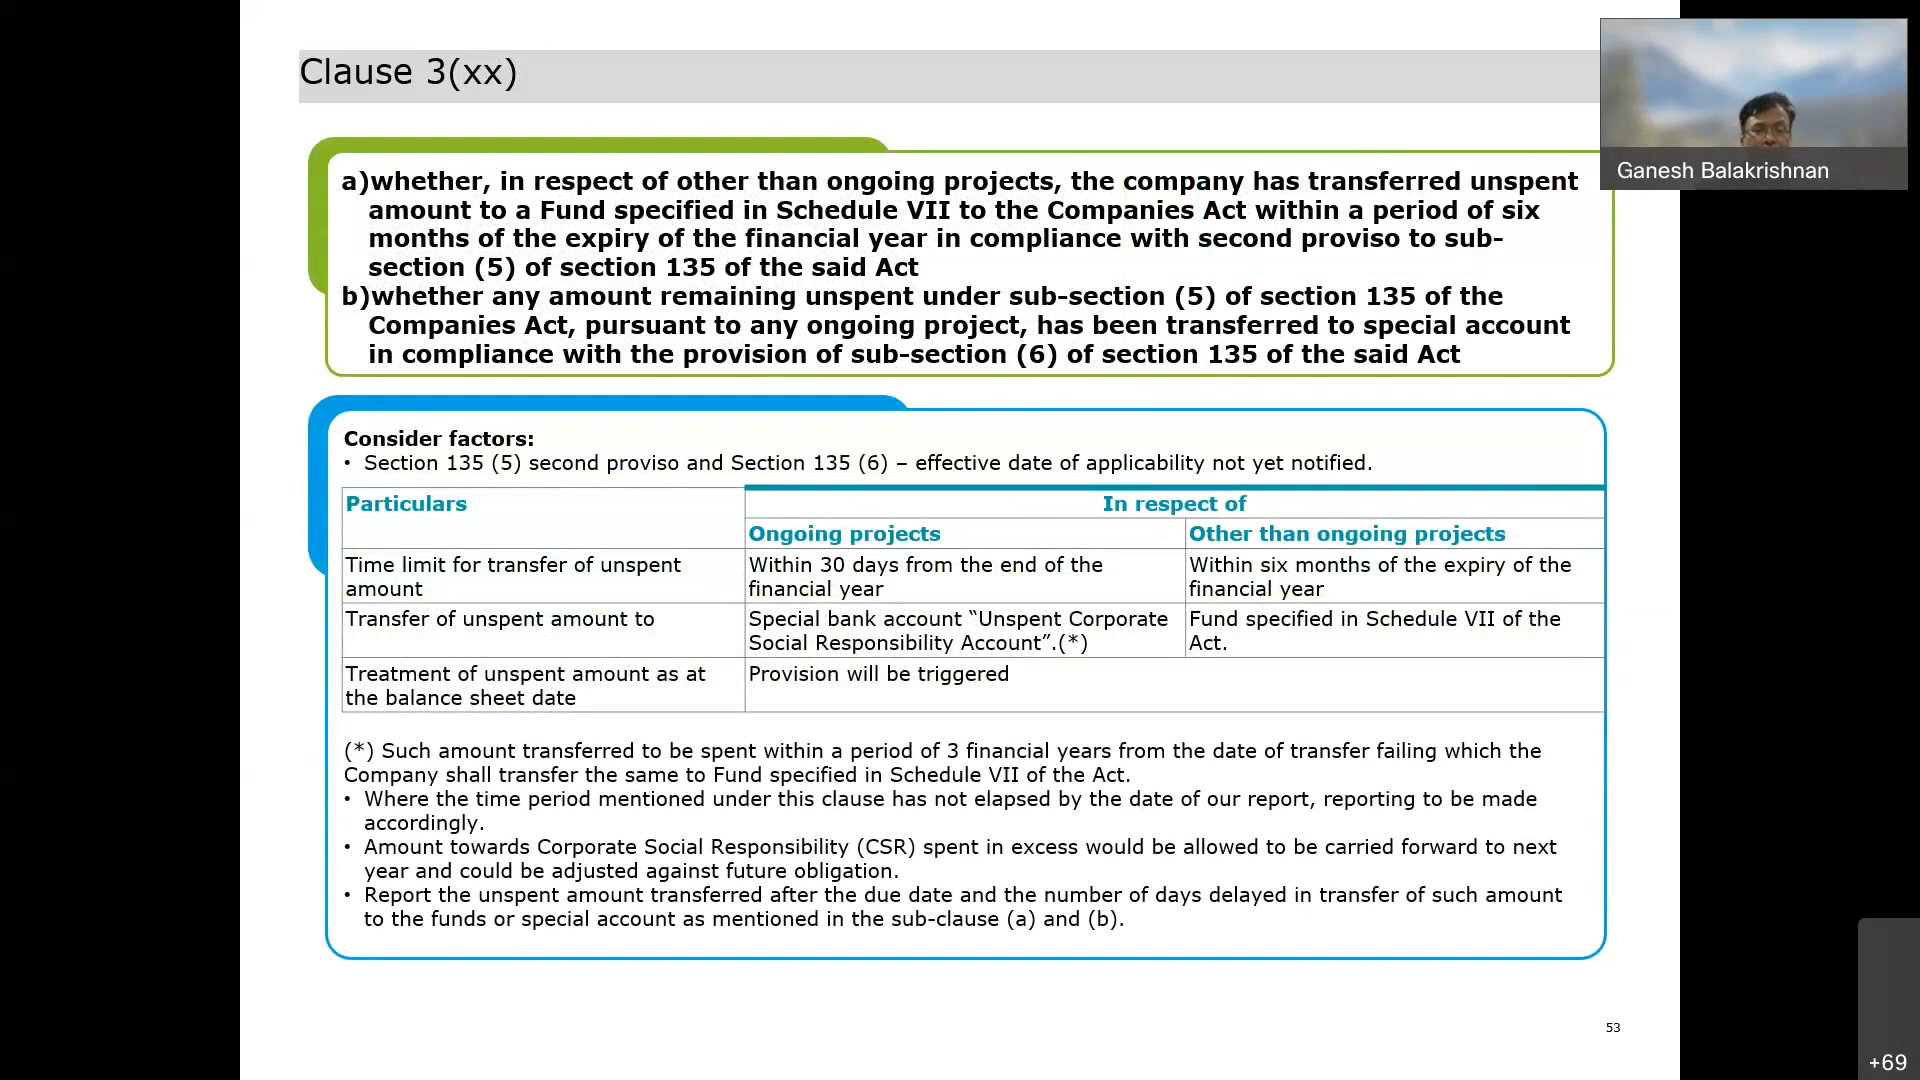 Clause 3(xx)
Ganesh Balakrishnan
a)whether, in respect of other than ongoing projects, the company has transferred unspent
amount to a Fund specified in Schedule VII to the Companies Act within a period of six
months of the expiry of the financial year in compliance with second proviso to sub-
section (5) of section 135 of the said Act
b)whether any amount remaining unspent under sub-section (5) of section 135 of the
Companies Act, pursuant to any ongoing project, has been transferred to special account
in compliance with the provision of sub-section (6) of section 135 of the said Act
Consider factors:
• Section 135 (5) second proviso and Section 135 (6) – effective date of applicability not yet notified.
Particulars
In respect of
Ongoing projects
Other than ongoing projects
Time limit for transfer of unspent
amount
Within 30 days from the end of the
financial year
Within six months of the expiry of the
financial year
Transfer of unspent amount to
Special bank account “Unspent Corporate
Social Responsibility Account”.(*)
Fund specified in Schedule VII of the
Act.
Treatment of unspent amount as at
the balance sheet date
Provision will be triggered
(*) Such amount transferred to be spent within a period of 3 financial years from the date of transfer failing which the
Company shall transfer the same to Fund specified in Schedule VII of the Act.
• Where the time period mentioned under this clause has not elapsed by the date of our report, reporting to be made
accordingly.
• Amount towards Corporate Social Responsibility (CSR) spent in excess would be allowed to be carried forward to next
year and could be adjusted against future obligation.
• Report the unspent amount transferred after the due date and the number of days delayed in transfer of such amount
to the funds or special account as mentioned in the sub-clause (a) and (b).
53
+69